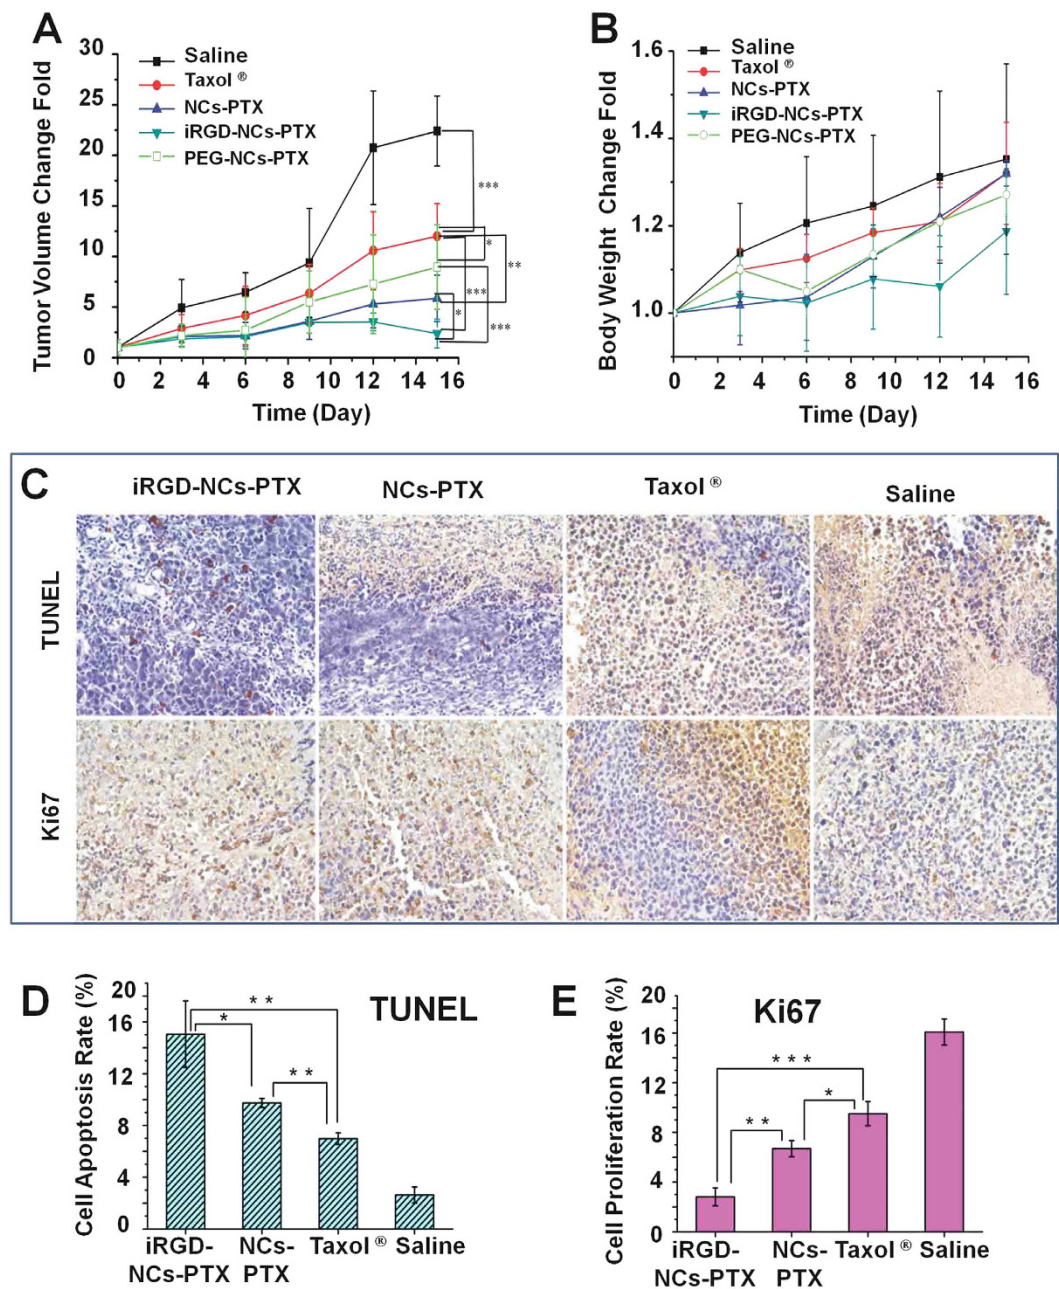 A
Saline
Taxol ®
NCs-PTX
iRGD-NCs-PTX
PEG-NCs-PTX
Tumor Volume Change Fold
30
25
20
15
10
5
0
0 2 4 6 8 10 12 14 16
Time (Day)
***
*
**
***
*
***
B
Saline
Taxol ®
NCs-PTX
iRGD-NCs-PTX
PEG-NCs-PTX
Body Weight Change Fold
1.6
1.4
1.2
1.0
0 2 4 6 8 10 12 14 16
Time (Day)
C
iRGD-NCs-PTX NCs-PTX Taxol ® Saline
TUNEL
Ki67
D
TUNEL
Cell Apoptosis Rate (%)
20
16
12
8
4
0
* *
*
* *
iRGD-NCs-PTX
NCs-PTX
Taxol ®
Saline
E
Ki67
Cell Proliferation Rate (%)
20
16
12
8
4
0
* * *
*
* *
iRGD-NCs-PTX
NCs-PTX
Taxol ®
Saline